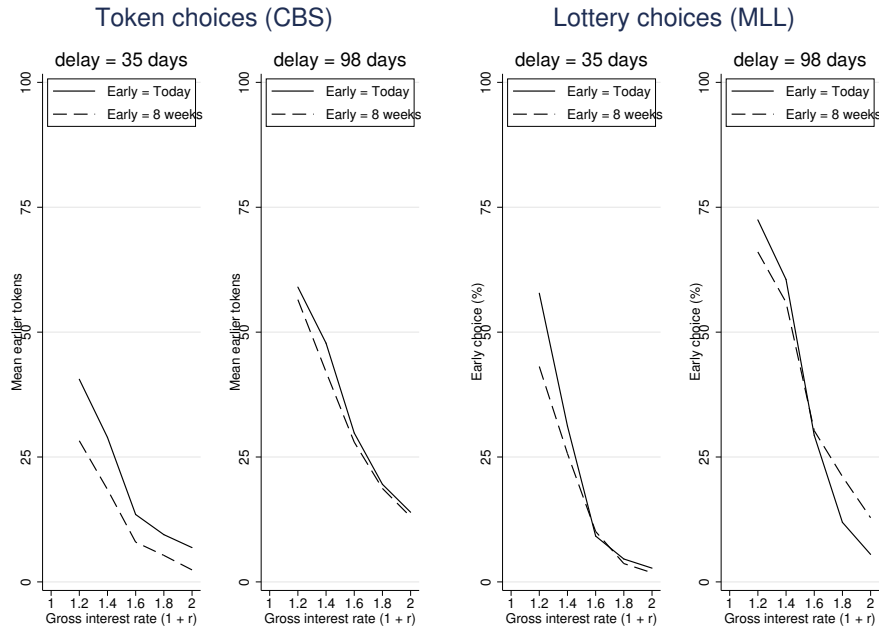 Token choices (CBS)
Lottery choices (MLL)
delay = 35 days
Early = Today
Early = 8 weeks
100
75
50
25
0
Mean earlier tokens
1 1.2 1.4 1.6 1.8 2
Gross interest rate (1 + r)
delay = 98 days
Early = Today
Early = 8 weeks
100
75
50
25
0
Mean earlier tokens
1 1.2 1.4 1.6 1.8 2
Gross interest rate (1 + r)
delay = 35 days
Early = Today
Early = 8 weeks
100
75
50
25
0
Early choice (%)
1 1.2 1.4 1.6 1.8 2
Gross interest rate (1 + r)
delay = 98 days
Early = Today
Early = 8 weeks
100
75
50
25
0
Early choice (%)
1 1.2 1.4 1.6 1.8 2
Gross interest rate (1 + r)